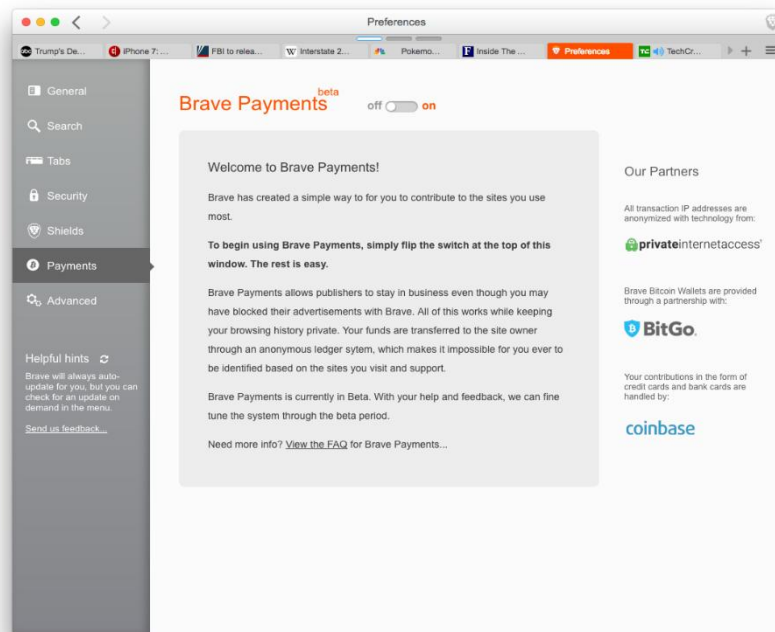 Preferences
Trump's De...
iPhone 7: ...
FBI to relea...
Interstate 2...
Pokemo...
Inside The ...
Preferences
TechCr...
General
Search
Tabs
Security
Shields
Payments
Advanced
Helpful hints
Brave will always auto-
update for you, but you can
check for an update on
demand in the menu.
Send us feedback...
Brave Payments beta
off on
Welcome to Brave Payments!
Brave has created a simple way to for you to contribute to the sites you use
most.
To begin using Brave Payments, simply flip the switch at the top of this
window. The rest is easy.
Brave Payments allows publishers to stay in business even though you may
have blocked their advertisements with Brave. All of this works while keeping
your browsing history private. Your funds are transferred to the site owner
through an anonymous ledger sytem, which makes it impossible for you ever to
be identified based on the sites you visit and support.
Brave Payments is currently in Beta. With your help and feedback, we can fine
tune the system through the beta period.
Need more info? View the FAQ for Brave Payments...
Our Partners
All transaction IP addresses are
anonymized with technology from:
privateinternetaccess
Brave Bitcoin Wallets are provided
through a partnership with:
BitGo
Your contributions in the form of
credit cards and bank cards are
handled by:
coinbase